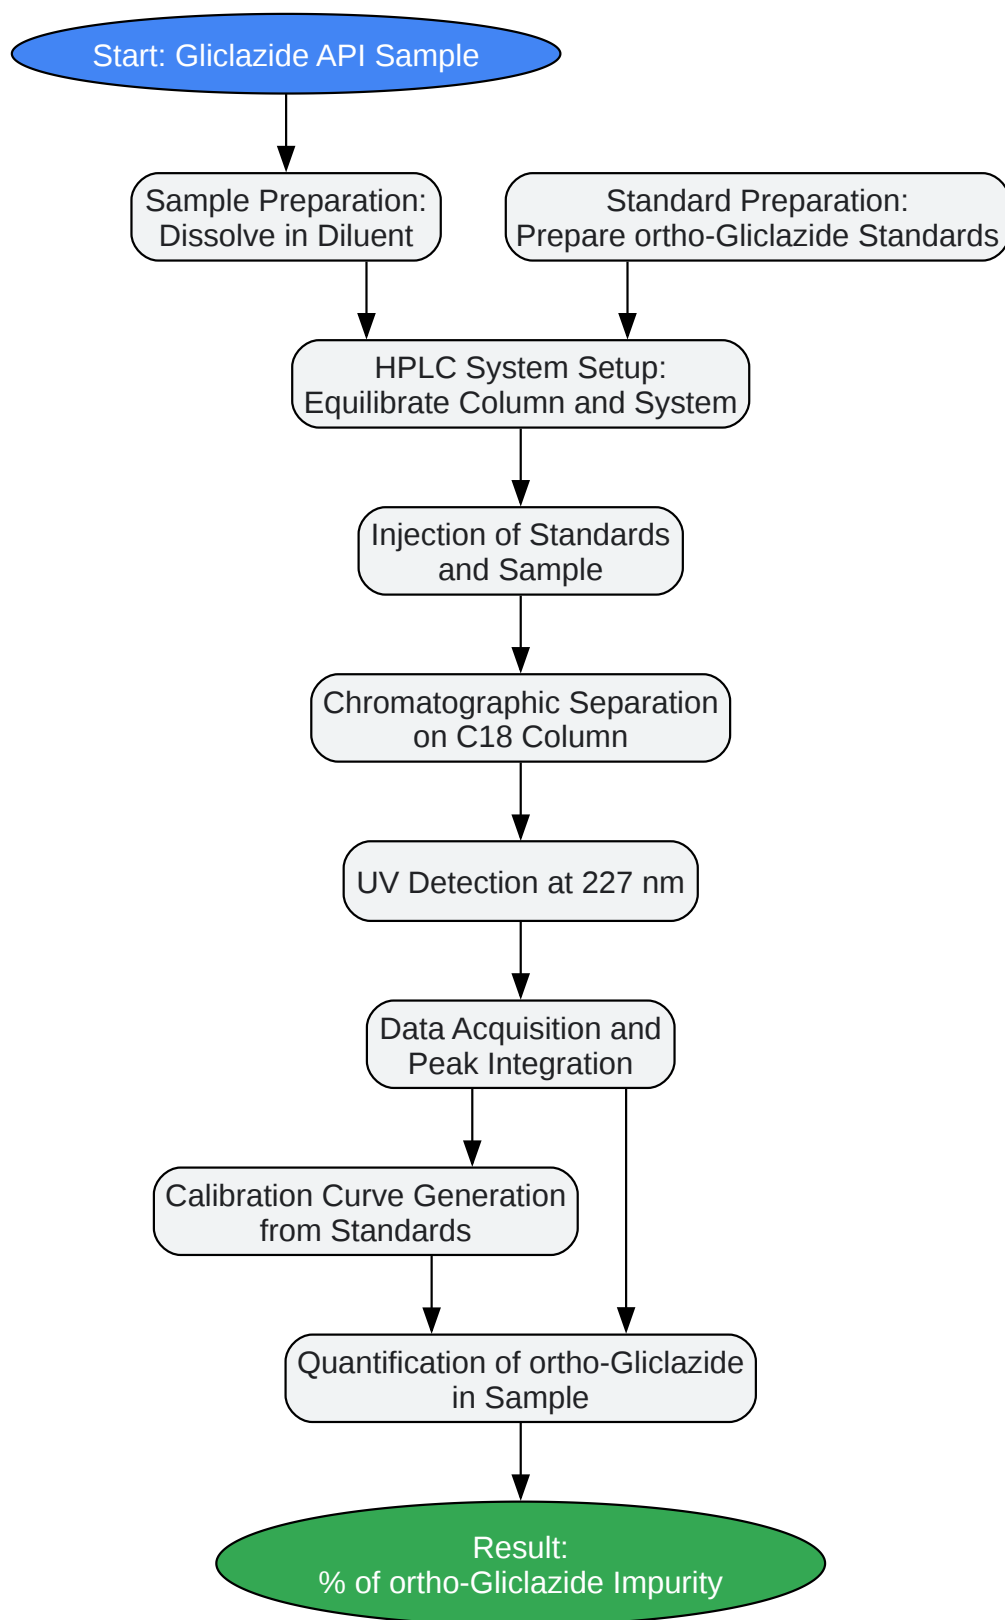 Start: Gliclazide API Sample
Sample Preparation:
Dissolve in Diluent
Standard Preparation:
Prepare ortho-Gliclazide Standards
HPLC System Setup:
Equilibrate Column and System
Injection of Standards
and Sample
Chromatographic Separation
on C18 Column
UV Detection at 227 nm
Data Acquisition and
Peak Integration
Calibration Curve Generation
from Standards
Quantification of ortho-Gliclazide
in Sample
Result:
% of ortho-Gliclazide Impurity